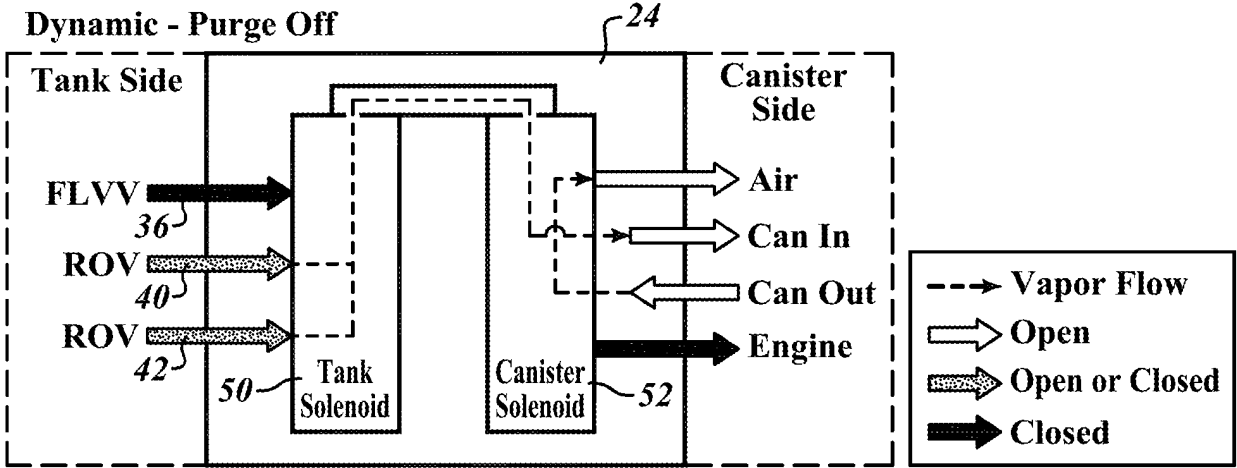 Dynamic - Purge Off
24
Tank Side
Canister
Side
FLVV
36
ROV
40
ROV
42
50
Tank
Solenoid
Canister
Solenoid
52
Air
Can In
Can Out
Engine
Vapor Flow
Open
Open or Closed
Closed